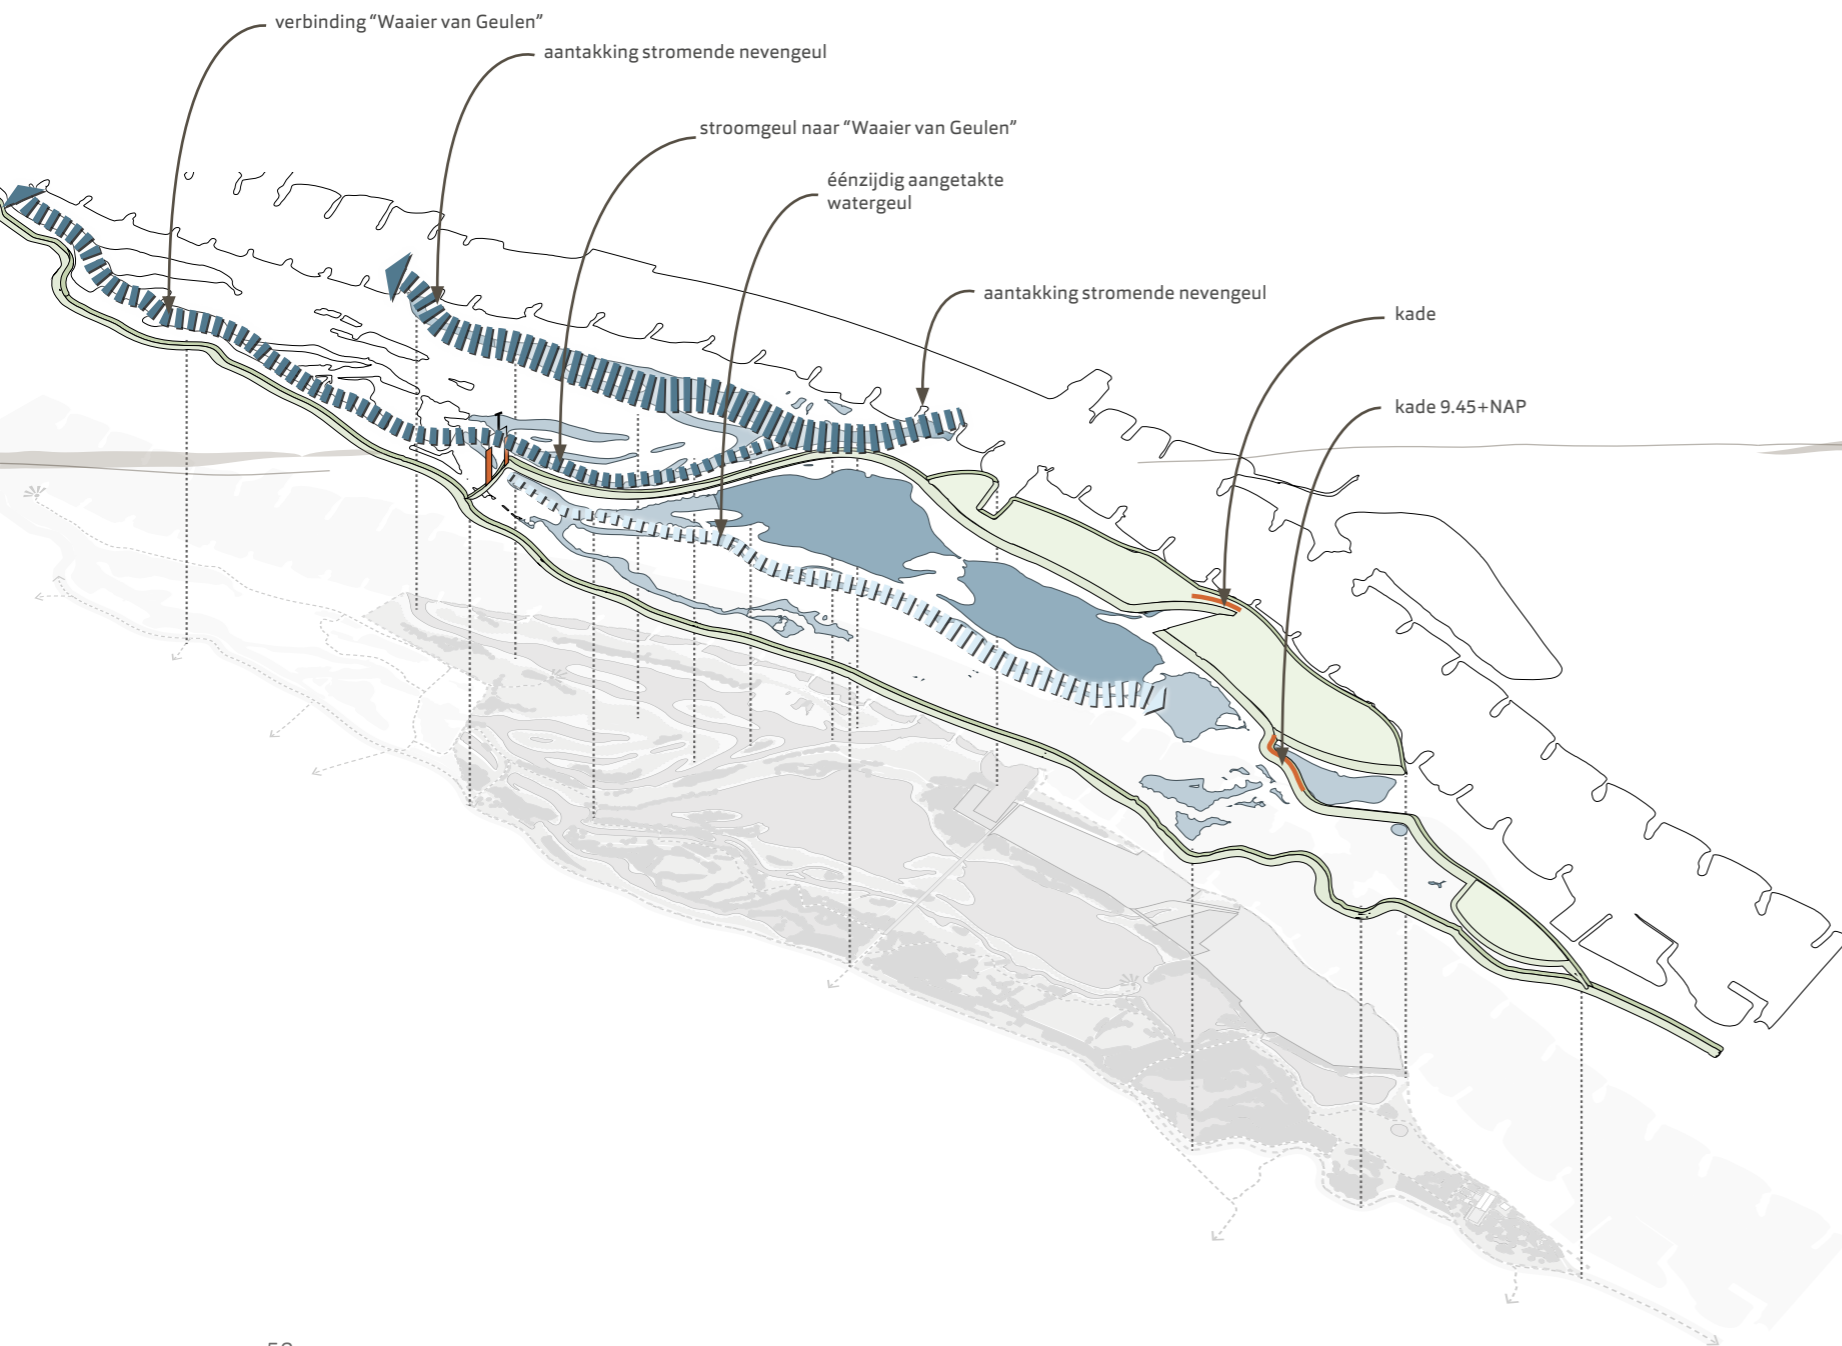 verbinding “Waaier van Geulen”
aantakking stromende nevengeul
stroomgeul naar “Waaier van Geulen”
éénzijdig aangetakte
watergeul
aantakking stromende nevengeul
kade
kade 9.45+NAP